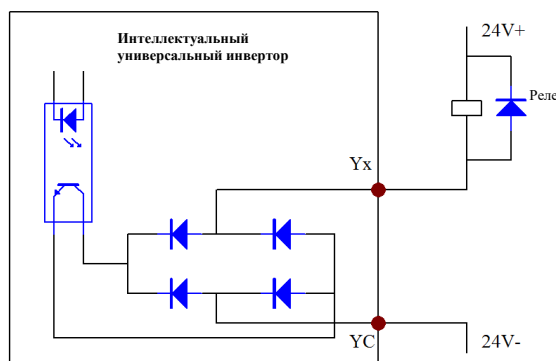 Интеллектуальный
универсальный инвертор
24V+
Реле
Yx
YC
24V-